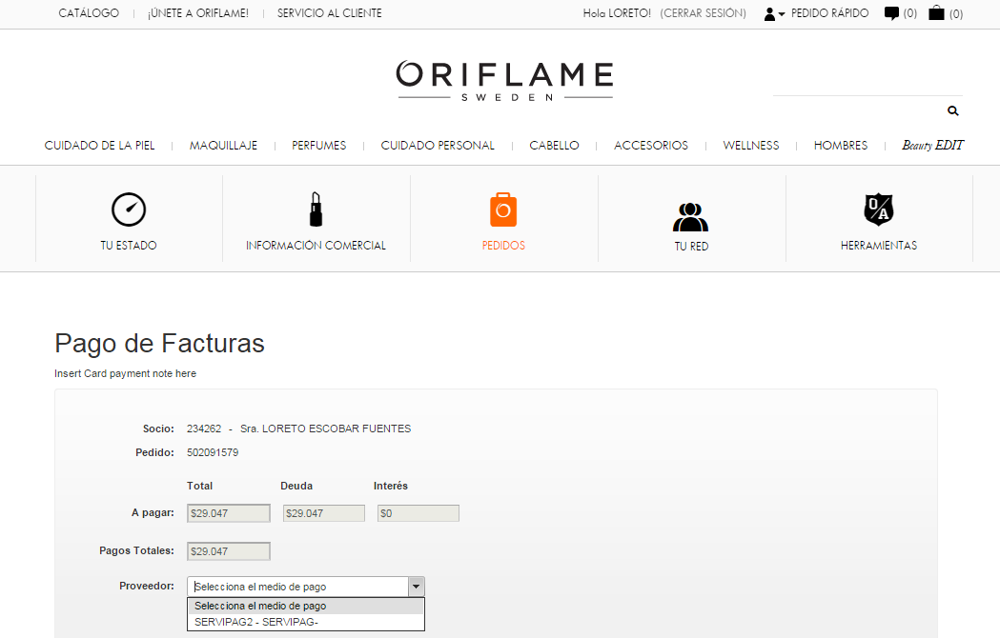 CATÁLOGO ¡ÚNETE A ORIFLAME! SERVICIO AL CLIENTE Hola LORETO! (CERRAR SESIÓN) PEDIDO RÁPIDO (0) (0)
ORIFLAME
SWEDEN
CUIDADO DE LA PIEL MAQUILLAJE PERFUMES CUIDADO PERSONAL CABELLO ACCESORIOS WELLNESS HOMBRES Beauty EDIT
O/A
TU ESTADO INFORMACIÓN COMERCIAL PEDIDOS TU RED HERRAMIENTAS
Pago de Facturas
Insert Card payment note here
Socio: 234262 - Sra. LORETO ESCOBAR FUENTES
Pedido: 502091579
Total Deuda Interés
A pagar: $29.047 $29.047 $0
Pagos Totales: $29.047
Proveedor: Selecciona el medio de pago
Selecciona el medio de pago
SERVIPAG2 - SERVIPAG-